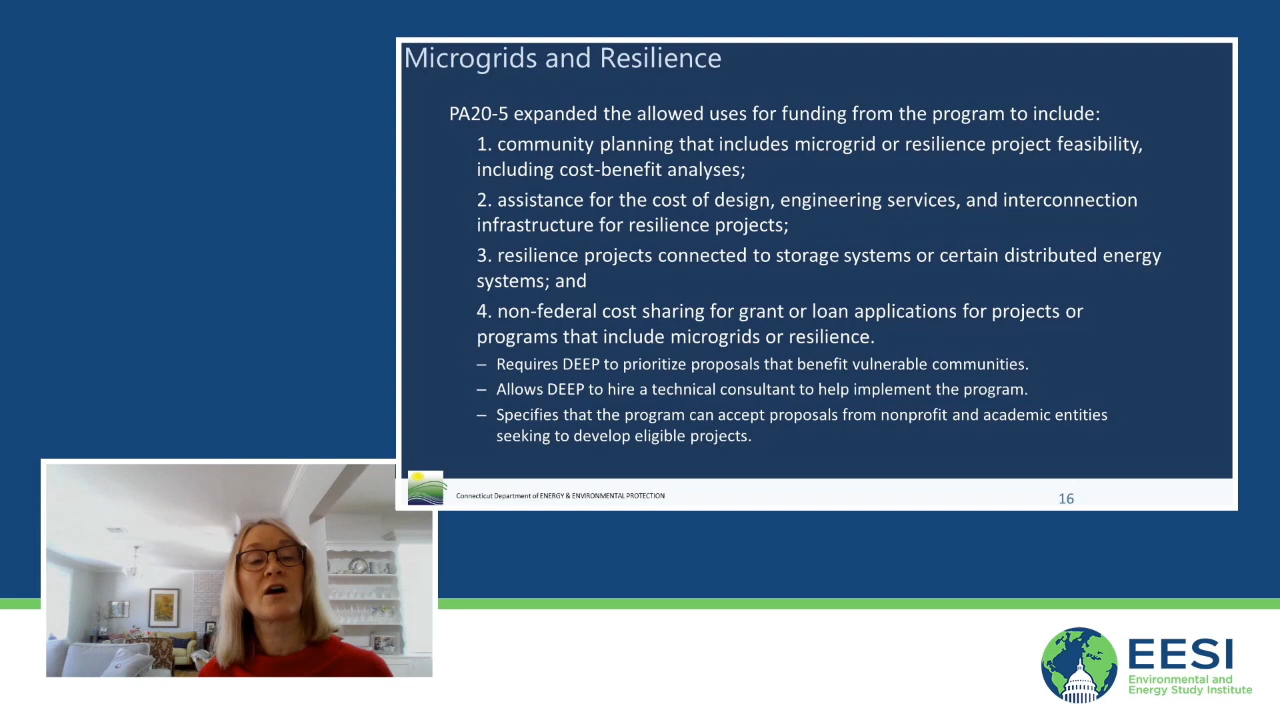 Microgrids and Resilience
PA20-5 expanded the allowed uses for funding from the program to include:
1. community planning that includes microgrid or resilience project feasibility,
including cost-benefit analyses;
2. assistance for the cost of design, engineering services, and interconnection
infrastructure for resilience projects;
3. resilience projects connected to storage systems or certain distributed energy
systems; and
4. non-federal cost sharing for grant or loan applications for projects or
programs that include microgrids or resilience.
– Requires DEEP to prioritize proposals that benefit vulnerable communities.
– Allows DEEP to hire a technical consultant to help implement the program.
– Specifies that the program can accept proposals from nonprofit and academic entities
seeking to develop eligible projects.
Connecticut Department of ENERGY & ENVIRONMENTAL PROTECTION
16
EESI
Environmental and
Energy Study Institute